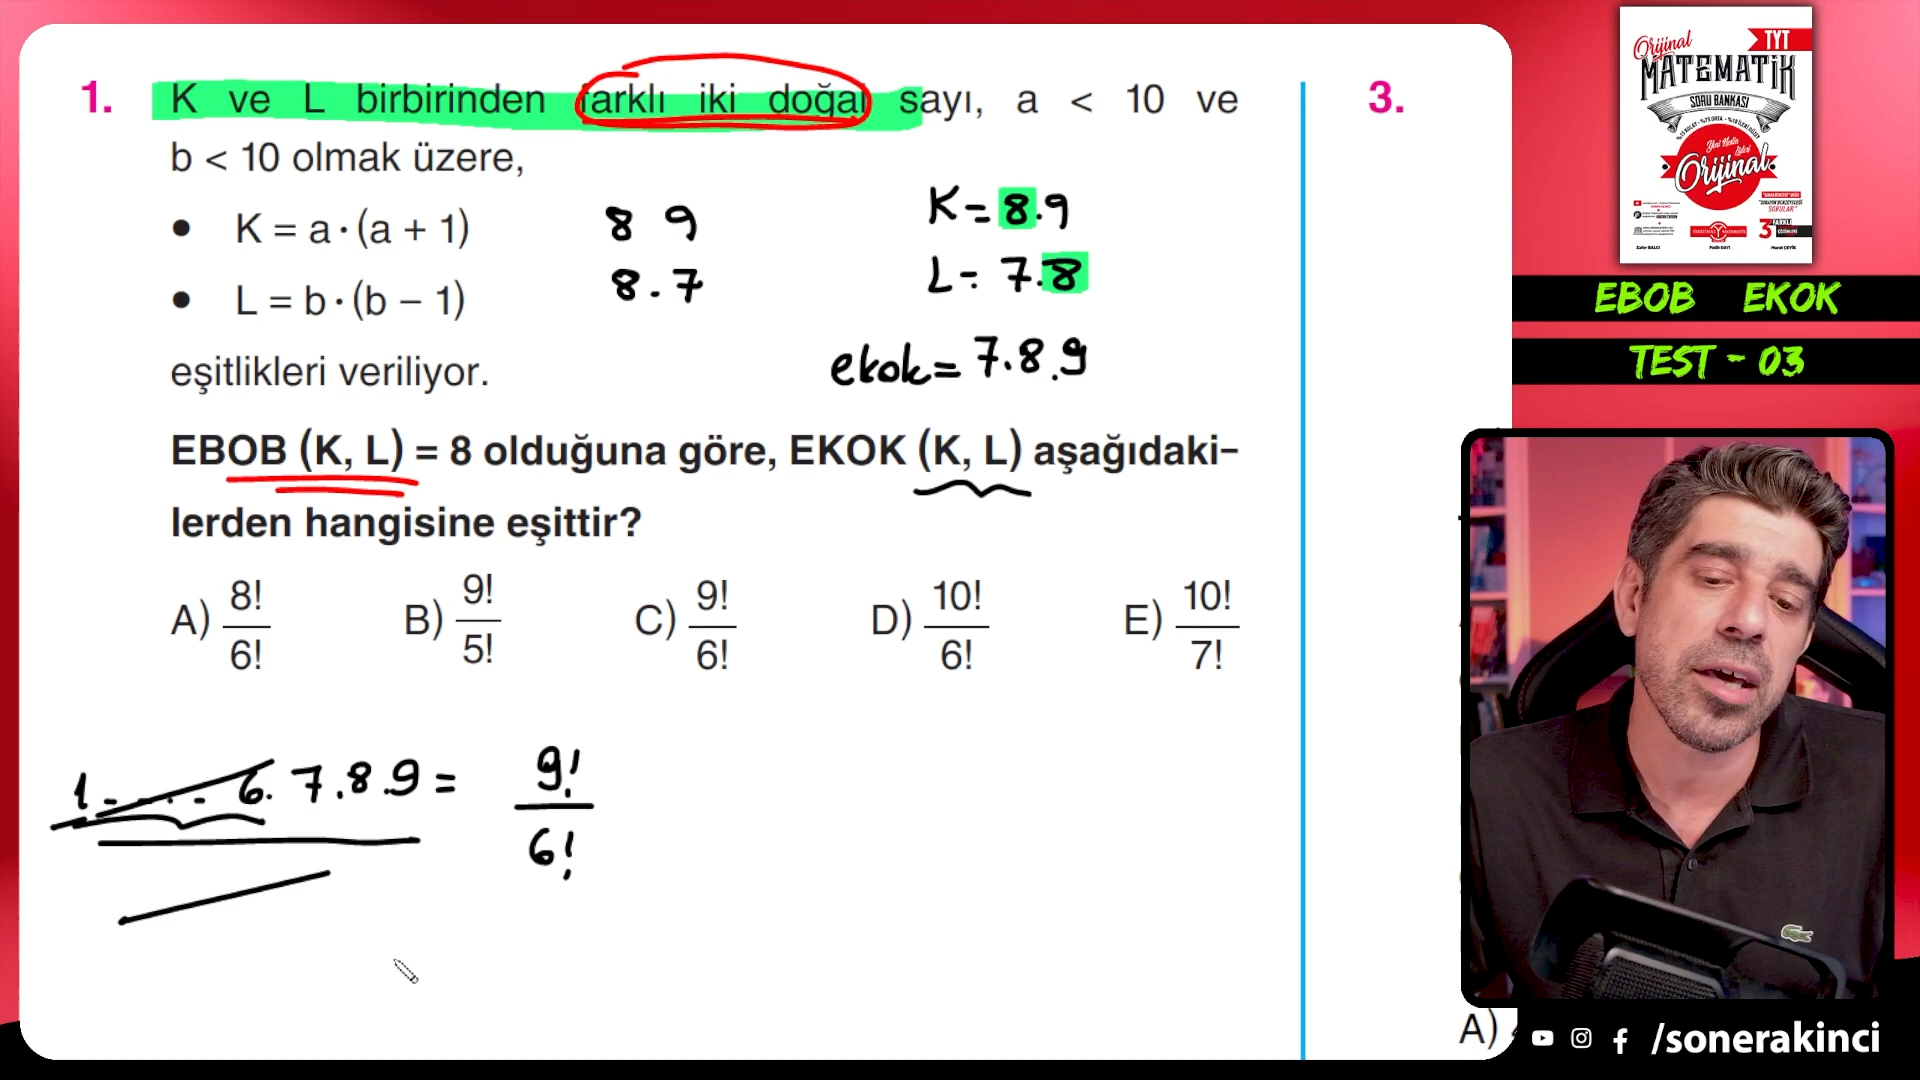 1. K ve L birbirinden farklı iki doğal sayı, a < 10 ve
b < 10 olmak üzere,
• K = a · (a + 1)
• L = b · (b – 1)
eşitlikleri veriliyor.
8 9
8 . 7
K = 8.9
L = 7.8
ekok = 7.8.9
EBOB (K, L) = 8 olduğuna göre, EKOK (K, L) aşağıdaki-
lerden hangisine eşittir?
A) 8!/6! B) 9!/5! C) 9!/6! D) 10!/6! E) 10!/7!
1 . . . . 6. 7.8.9 = 9!/6!
3.
A)
Orijinal
TYT
MATEMATİK
SORU BANKASI
Orijinal
3
EBOB EKOK
TEST - 03
/sonerakinci